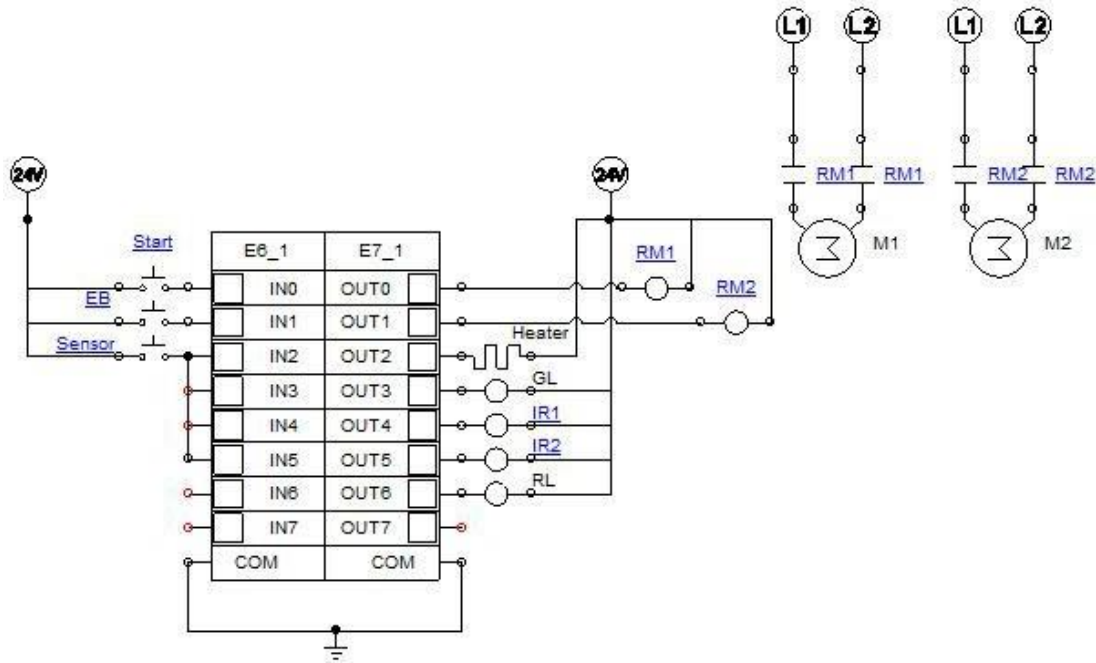 L1 L2 L1 L2
RM1 RM1 RM2 RM2
24V 24V
M1 M2
Start
E6_1 E7_1
RM1
IN0 OUT0
RM2
EB
IN1 OUT1
Heater
Sensor
IN2 OUT2
GL
IN3 OUT3
IR1
IN4 OUT4
IR2
IN5 OUT5
RL
IN6 OUT6
IN7 OUT7
COM COM